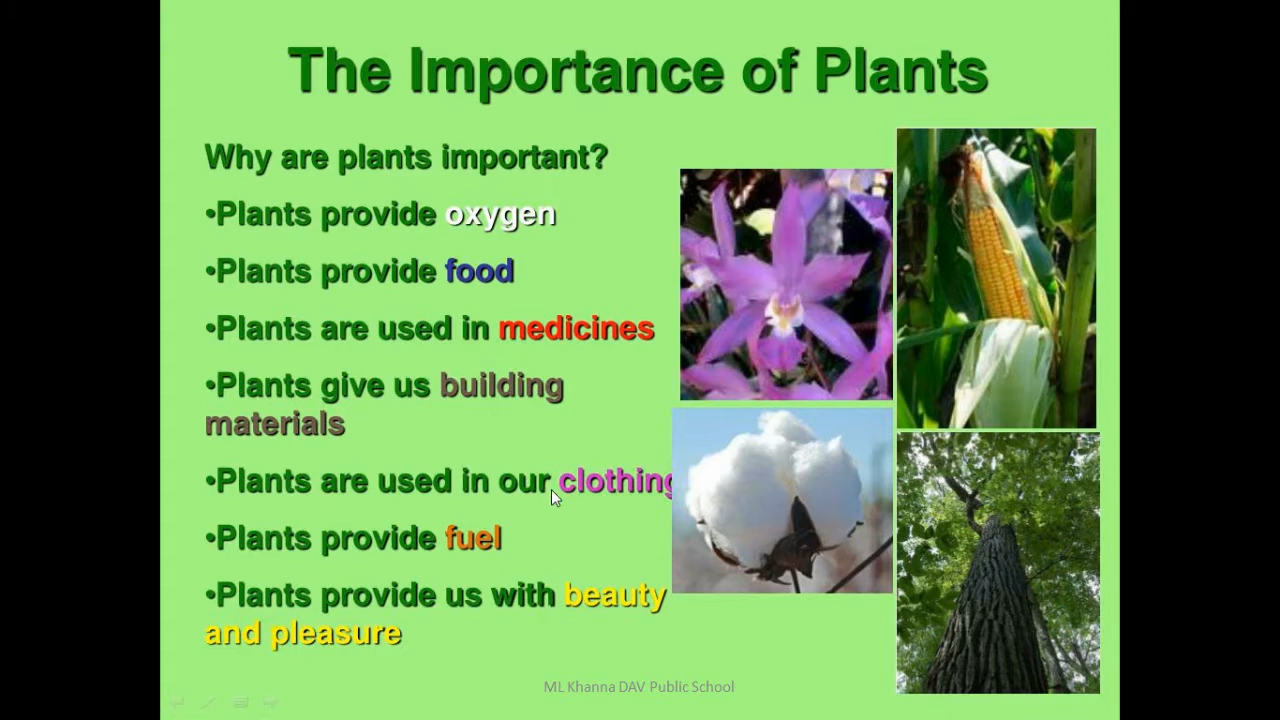 The Importance of Plants
Why are plants important?
•Plants provide oxygen
•Plants provide food
•Plants are used in medicines
•Plants give us building
materials
•Plants are used in our clothing
•Plants provide fuel
•Plants provide us with beauty
and pleasure
ML Khanna DAV Public School